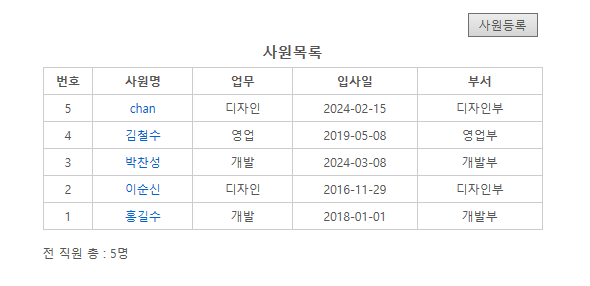 사원등록
사원목록
번호 사원명 업무 입사일 부서
5 chan 디자인 2024-02-15 디자인부
4 김철수 영업 2019-05-08 영업부
3 박찬성 개발 2024-03-08 개발부
2 이순신 디자인 2016-11-29 디자인부
1 홍길수 개발 2018-01-01 개발부
전 직원 총 : 5명